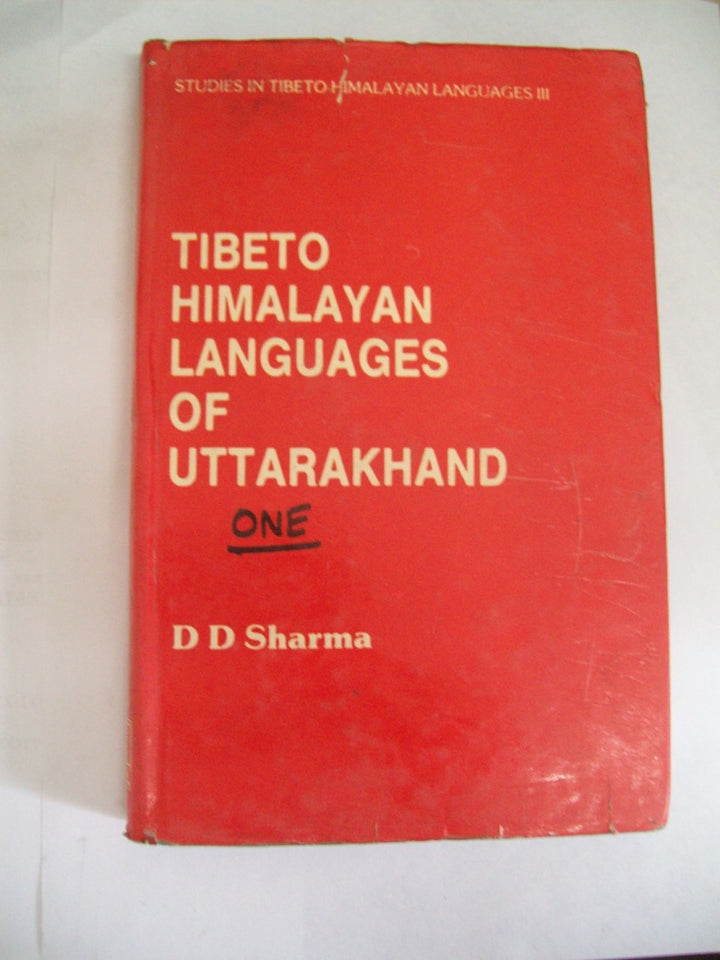 STUDIES IN TIBETO-HIMALAYAN LANGUAGES III
TIBETO
HIMALAYAN
LANGUAGES
OF
UTTARAKHAND
ONE
D D Sharma